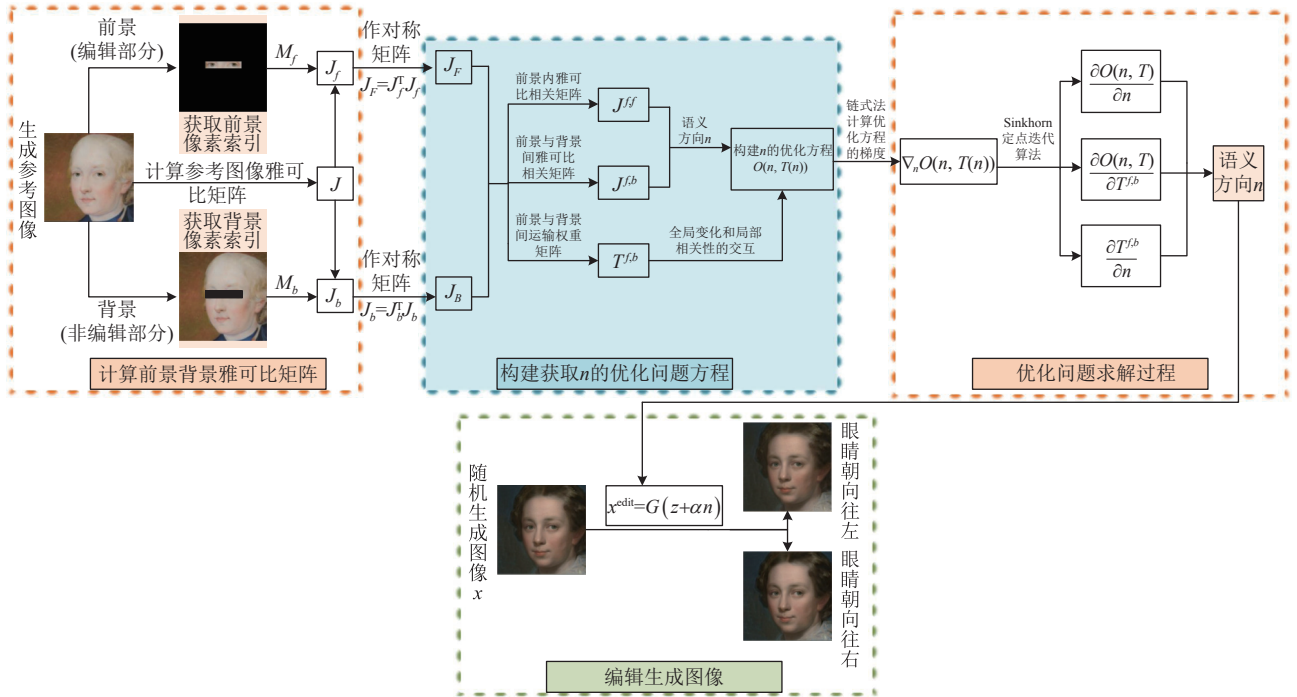 前景
(编辑部分)
M_f
J_f
获取前景
像素索引
生成参考图像
计算参考图像雅可
比矩阵
J
获取背景
像素索引
M_b
J_b
背景
(非编辑部分)
计算前景背景雅可比矩阵
作对称
矩阵
J_F=J_f^T J_f
作对称
矩阵
J_b=J_b^T J_b
J_F
J_B
前景内雅可
比相关矩阵
J^{f,f}
前景与背景
间雅可比
相关矩阵
J^{f,b}
前景与背景
间运输权重
矩阵
T^{f,b}
语义
方向n
全局变化和局部
相关性的交互
构建n的优化方程
O(n, T(n))
构建获取n的优化问题方程
链式法
计算优
化方程
的梯度
∇_n O(n, T(n))
Sinkhorn
定点迭代
算法
∂O(n, T)
∂n
∂O(n, T)
∂T^{f,b}
∂T^{f,b}
∂n
语义
方向n
优化问题求解过程
随机生成图像x
x^{edit}=G(z+αn)
眼睛朝向往左
眼睛朝向往右
编辑生成图像